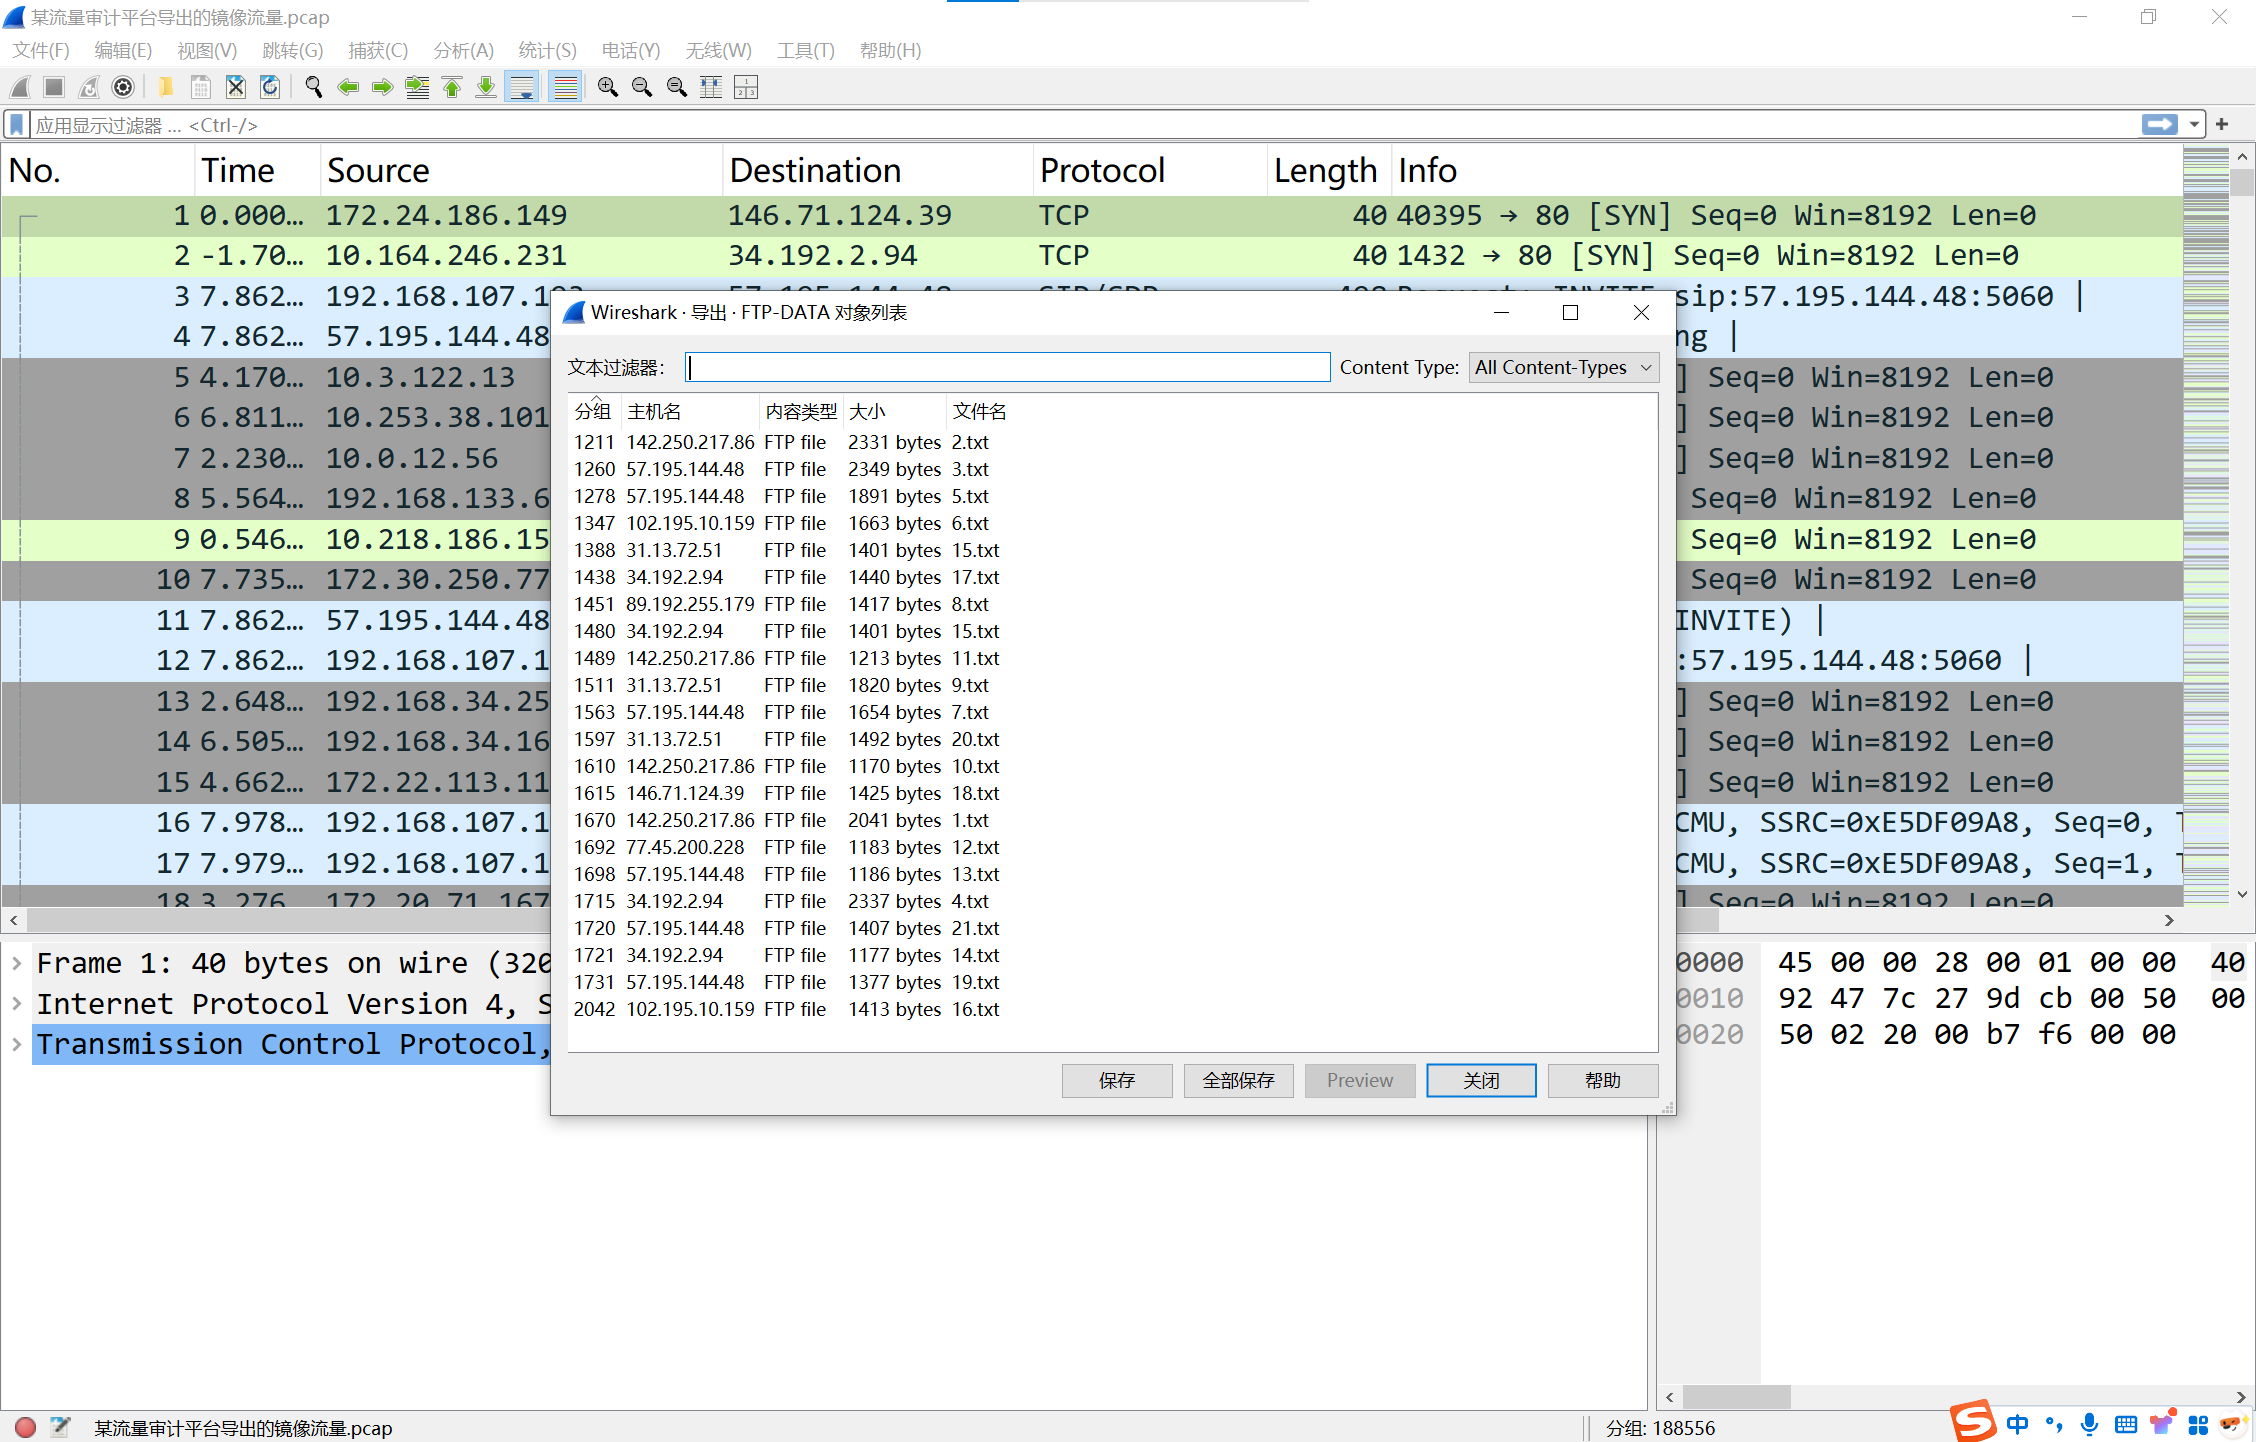 某流量审计平台导出的镜像流量.pcap
文件(F) 编辑(E) 视图(V) 跳转(G) 捕获(C) 分析(A) 统计(S) 电话(Y) 无线(W) 工具(T) 帮助(H)
应用显示过滤器 … <Ctrl-/>
No. Time Source Destination Protocol Length Info
1 0.000… 172.24.186.149 146.71.124.39 TCP 40 40395 → 80 [SYN] Seq=0 Win=8192 Len=0
2 -1.70… 10.164.246.231 34.192.2.94 TCP 40 1432 → 80 [SYN] Seq=0 Win=8192 Len=0
3 7.862… 192.168.107.1 sip:57.195.144.48:5060 |
4 7.862… 57.195.144.48 ng |
5 4.170… 10.3.122.13 ] Seq=0 Win=8192 Len=0
6 6.811… 10.253.38.101 ] Seq=0 Win=8192 Len=0
7 2.230… 10.0.12.56 ] Seq=0 Win=8192 Len=0
8 5.564… 192.168.133.6 Seq=0 Win=8192 Len=0
9 0.546… 10.218.186.15 Seq=0 Win=8192 Len=0
10 7.735… 172.30.250.77 Seq=0 Win=8192 Len=0
11 7.862… 57.195.144.48 INVITE) |
12 7.862… 192.168.107.1 :57.195.144.48:5060 |
13 2.648… 192.168.34.25 ] Seq=0 Win=8192 Len=0
14 6.505… 192.168.34.16 ] Seq=0 Win=8192 Len=0
15 4.662… 172.22.113.11 ] Seq=0 Win=8192 Len=0
16 7.978… 192.168.107.1 CMU, SSRC=0xE5DF09A8, Seq=0, T
17 7.979… 192.168.107.1 CMU, SSRC=0xE5DF09A8, Seq=1, T
18 3.276 172.20.71.167 ] Seq=0 Win=8192 Len=0
Wireshark · 导出 · FTP-DATA 对象列表
文本过滤器: Content Type: All Content-Types
分组 主机名 内容类型 大小 文件名
1211 142.250.217.86 FTP file 2331 bytes 2.txt
1260 57.195.144.48 FTP file 2349 bytes 3.txt
1278 57.195.144.48 FTP file 1891 bytes 5.txt
1347 102.195.10.159 FTP file 1663 bytes 6.txt
1388 31.13.72.51 FTP file 1401 bytes 15.txt
1438 34.192.2.94 FTP file 1440 bytes 17.txt
1451 89.192.255.179 FTP file 1417 bytes 8.txt
1480 34.192.2.94 FTP file 1401 bytes 15.txt
1489 142.250.217.86 FTP file 1213 bytes 11.txt
1511 31.13.72.51 FTP file 1820 bytes 9.txt
1563 57.195.144.48 FTP file 1654 bytes 7.txt
1597 31.13.72.51 FTP file 1492 bytes 20.txt
1610 142.250.217.86 FTP file 1170 bytes 10.txt
1615 146.71.124.39 FTP file 1425 bytes 18.txt
1670 142.250.217.86 FTP file 2041 bytes 1.txt
1692 77.45.200.228 FTP file 1183 bytes 12.txt
1698 57.195.144.48 FTP file 1186 bytes 13.txt
1715 34.192.2.94 FTP file 2337 bytes 4.txt
1720 57.195.144.48 FTP file 1407 bytes 21.txt
1721 34.192.2.94 FTP file 1177 bytes 14.txt
1731 57.195.144.48 FTP file 1377 bytes 19.txt
2042 102.195.10.159 FTP file 1413 bytes 16.txt
保存 全部保存 Preview 关闭 帮助
Frame 1: 40 bytes on wire (320
Internet Protocol Version 4, S
Transmission Control Protocol,
0000 45 00 00 28 00 01 00 00 40
0010 92 47 7c 27 9d cb 00 50 00
0020 50 02 20 00 b7 f6 00 00
某流量审计平台导出的镜像流量.pcap
分组: 188556
中